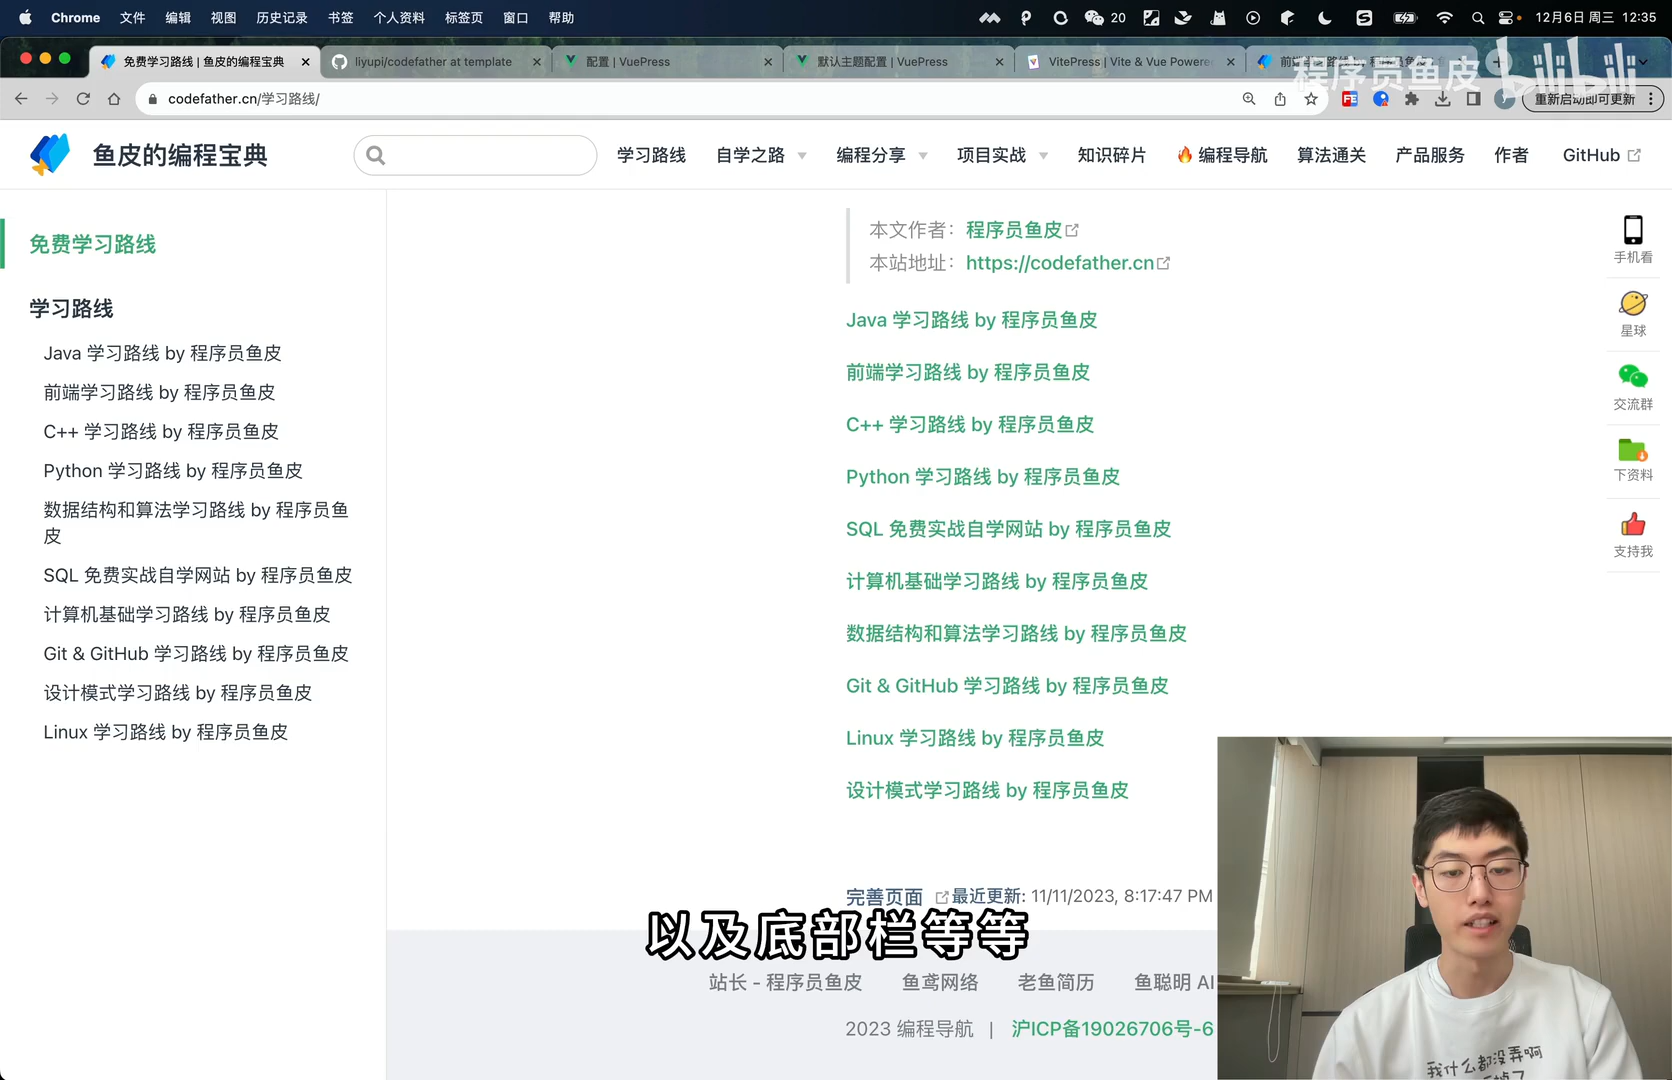 Chrome 文件 编辑 视图 历史记录 书签 个人资料 标签页 窗口 帮助 20 12月6日 周三 12:35
免费学习路线 | 鱼皮的编程宝典
liyupi/codefather at template
配置 | VuePress
默认主题配置 | VuePress
VitePress | Vite & Vue Powere
程序员鱼皮 bilibili
codefather.cn/学习路线/
重新启动即可更新
鱼皮的编程宝典
学习路线 自学之路 编程分享 项目实战 知识碎片 编程导航 算法通关 产品服务 作者 GitHub
免费学习路线
学习路线
Java 学习路线 by 程序员鱼皮
前端学习路线 by 程序员鱼皮
C++ 学习路线 by 程序员鱼皮
Python 学习路线 by 程序员鱼皮
数据结构和算法学习路线 by 程序员鱼
皮
SQL 免费实战自学网站 by 程序员鱼皮
计算机基础学习路线 by 程序员鱼皮
Git & GitHub 学习路线 by 程序员鱼皮
设计模式学习路线 by 程序员鱼皮
Linux 学习路线 by 程序员鱼皮
本文作者：程序员鱼皮
本站地址：https://codefather.cn
Java 学习路线 by 程序员鱼皮
前端学习路线 by 程序员鱼皮
C++ 学习路线 by 程序员鱼皮
Python 学习路线 by 程序员鱼皮
SQL 免费实战自学网站 by 程序员鱼皮
计算机基础学习路线 by 程序员鱼皮
数据结构和算法学习路线 by 程序员鱼皮
Git & GitHub 学习路线 by 程序员鱼皮
Linux 学习路线 by 程序员鱼皮
设计模式学习路线 by 程序员鱼皮
完善页面 最近更新: 11/11/2023, 8:17:47 PM
以及底部栏等等
站长 - 程序员鱼皮 鱼鸢网络 老鱼简历 鱼聪明 AI
2023 编程导航 | 沪ICP备19026706号-6
手机看
星球
交流群
下资料
支持我
我什么都没弄啊